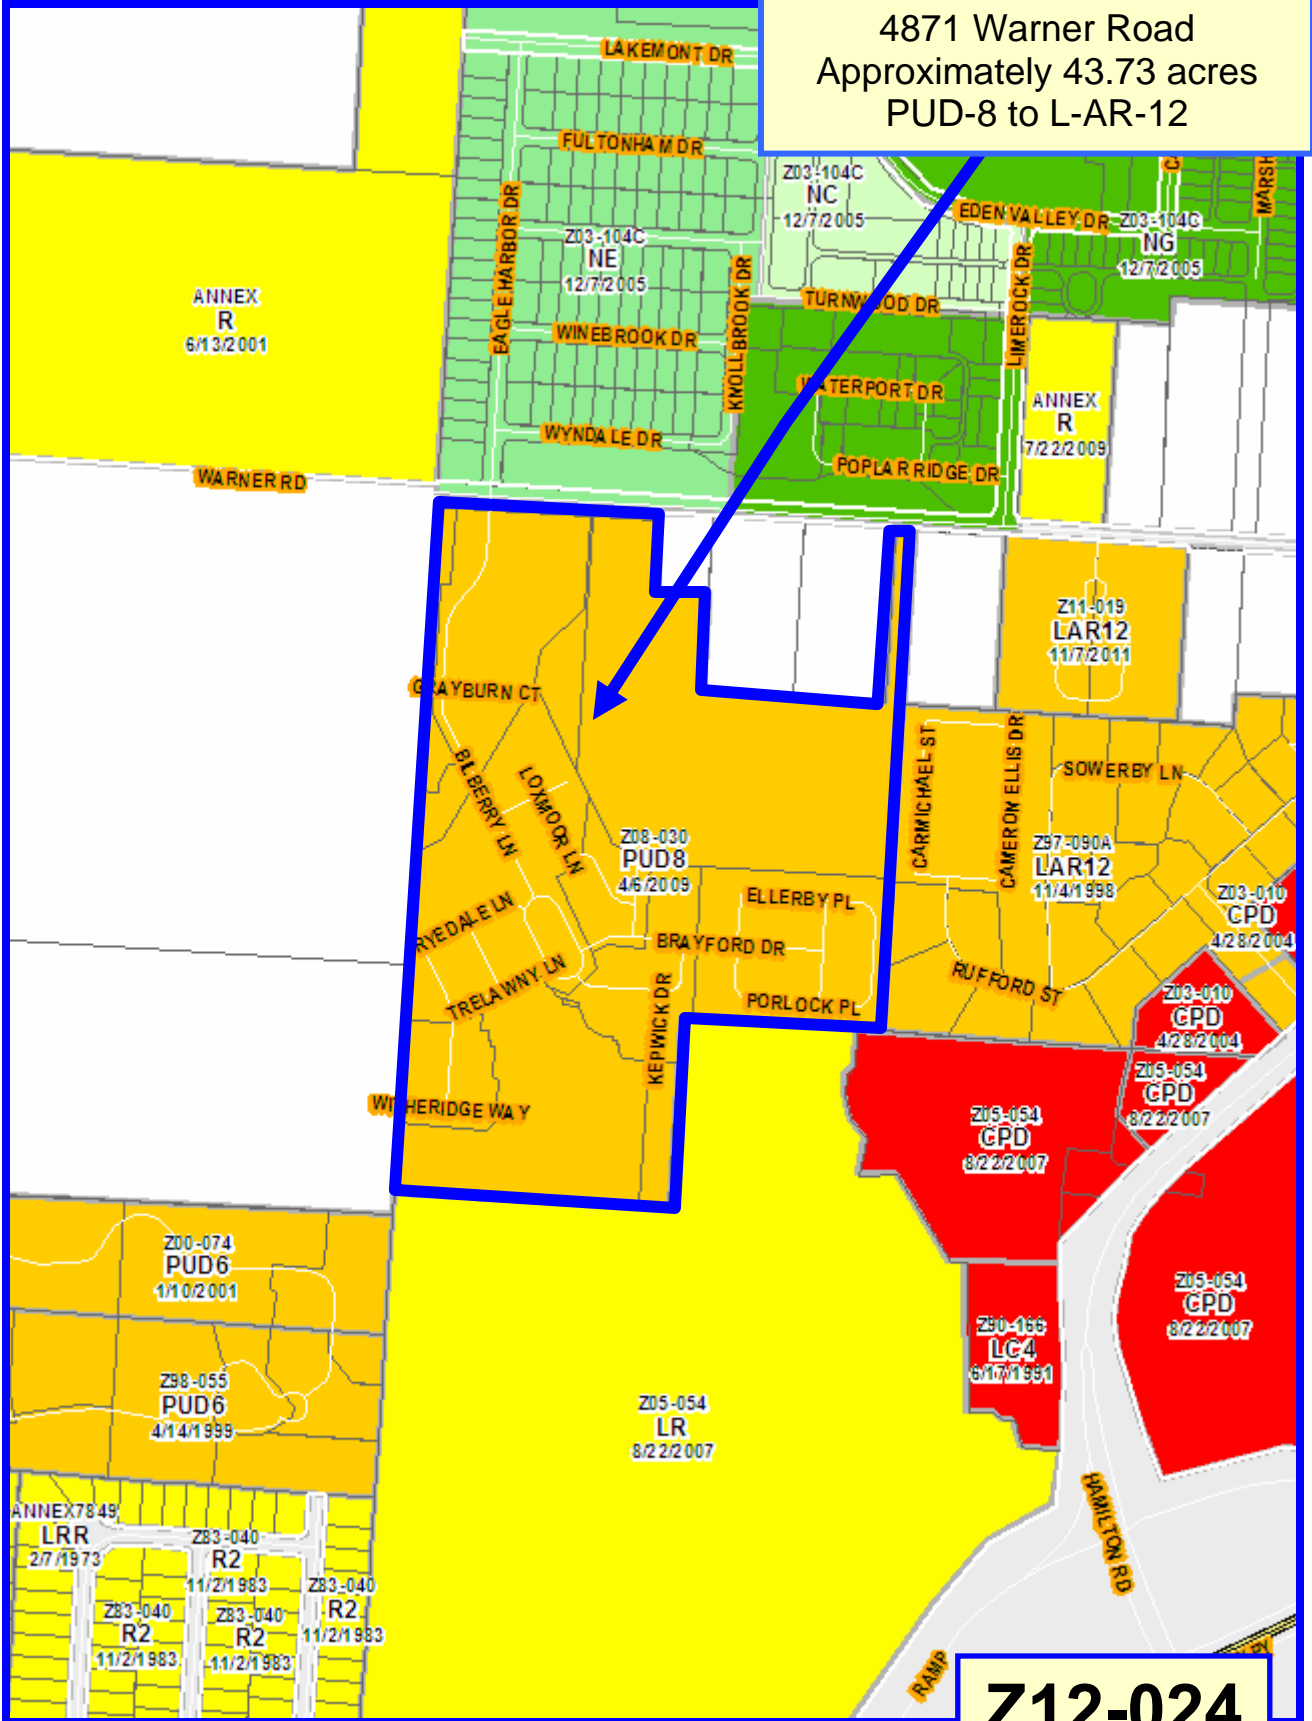 4871 Warner Road
Approximately 43.73 acres
PUD-8 to L-AR-12
LAKEMONT DR
FULTONHAM DR
Z03-104C
NC
12/7/2005
EDEN VALLEY DR
Z03-104C
NG
12/7/2005
EAGLE HARBOR DR
Z03-104C
NE
12/7/2005
KNOLLBROOK DR
LIMEROCK DR
TURNWOOD DR
ANNEX
R
6/13/2001
WINEBROOK DR
WATERPORT DR
ANNEX
R
7/22/2009
WYNDALE DR
POPLAR RIDGE DR
WARNER RD
Z11-019
LAR12
11/7/2011
GRAYBURN CT
BILBERRY LN
LOXMOOR LN
CARMICHAEL ST
CAMERON ELLIS DR
SOWERBY LN
Z08-030
PUD8
4/6/2009
Z97-090A
LAR12
11/4/1998
ELLERBY PL
Z03-010
CPD
4/28/2004
RYEDALE LN
BRAYFORD DR
TRELAWNY LN
KEPWICK DR
PORLOCK PL
RUFFORD ST
Z03-010
CPD
4/28/2004
Z05-054
CPD
8/22/2007
WITHERIDGE WAY
Z05-054
CPD
8/22/2007
Z00-074
PUD6
1/10/2001
Z05-054
CPD
8/22/2007
Z90-166
LC4
6/17/1991
Z98-055
PUD6
4/14/1999
Z05-054
LR
8/22/2007
HAMILTON RD
ANNEX7849
LRR
2/7/1973
Z83-040
R2
11/2/1983
Z83-040
R2
11/2/1983
Z83-040
R2
11/2/1983
Z83-040
R2
11/2/1983
RAMP
Z12-024